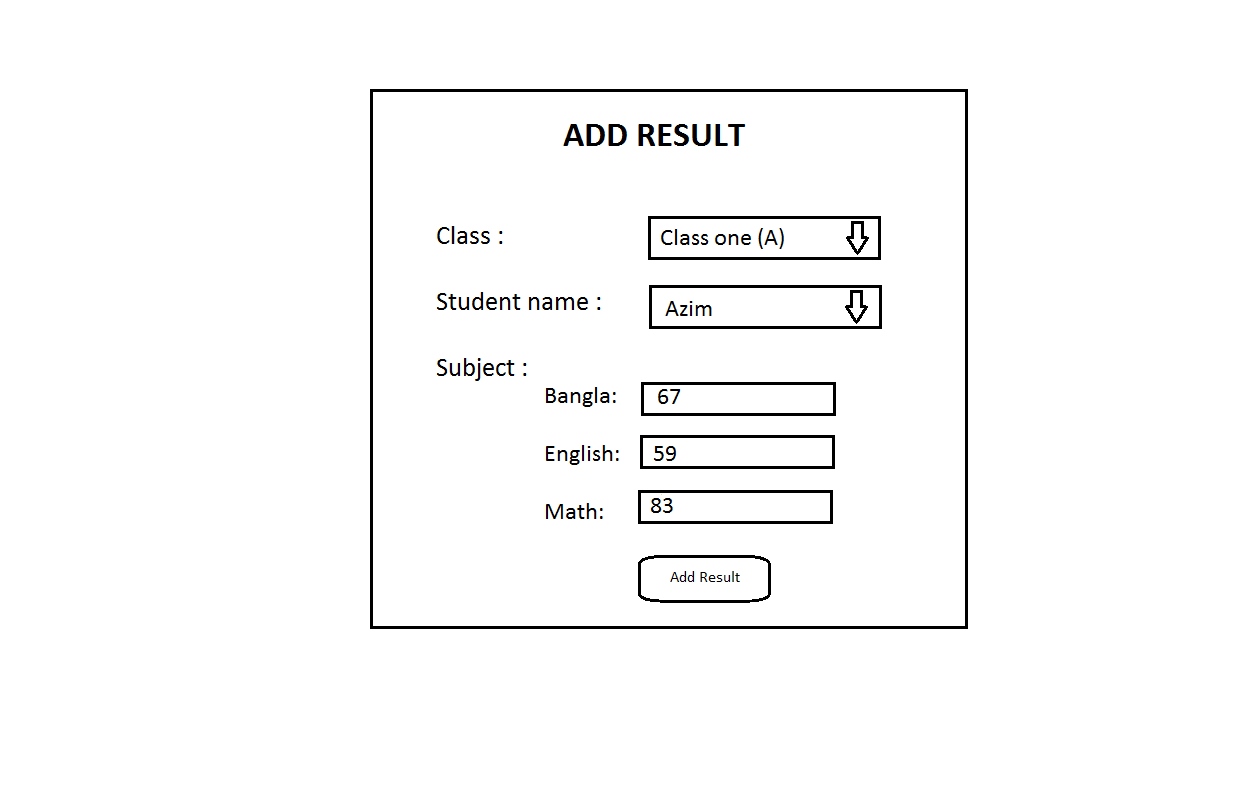 ADD RESULT
Class : Class one (A)
Student name : Azim
Subject :
Bangla: 67
English: 59
Math: 83
Add Result